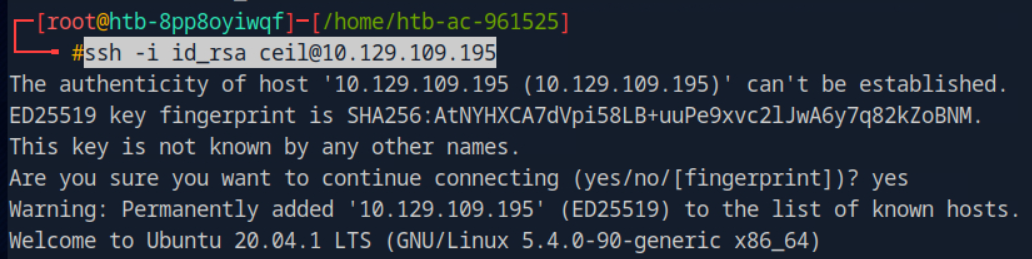 [root@htb-8pp8oyiwqf]─[/home/htb-ac-961525]
#ssh -i id_rsa ceil@10.129.109.195
The authenticity of host '10.129.109.195 (10.129.109.195)' can't be established.
ED25519 key fingerprint is SHA256:AtNYHXCA7dVpi58LB+uuPe9xvc2lJwA6y7q82kZoBNM.
This key is not known by any other names.
Are you sure you want to continue connecting (yes/no/[fingerprint])? yes
Warning: Permanently added '10.129.109.195' (ED25519) to the list of known hosts.
Welcome to Ubuntu 20.04.1 LTS (GNU/Linux 5.4.0-90-generic x86_64)